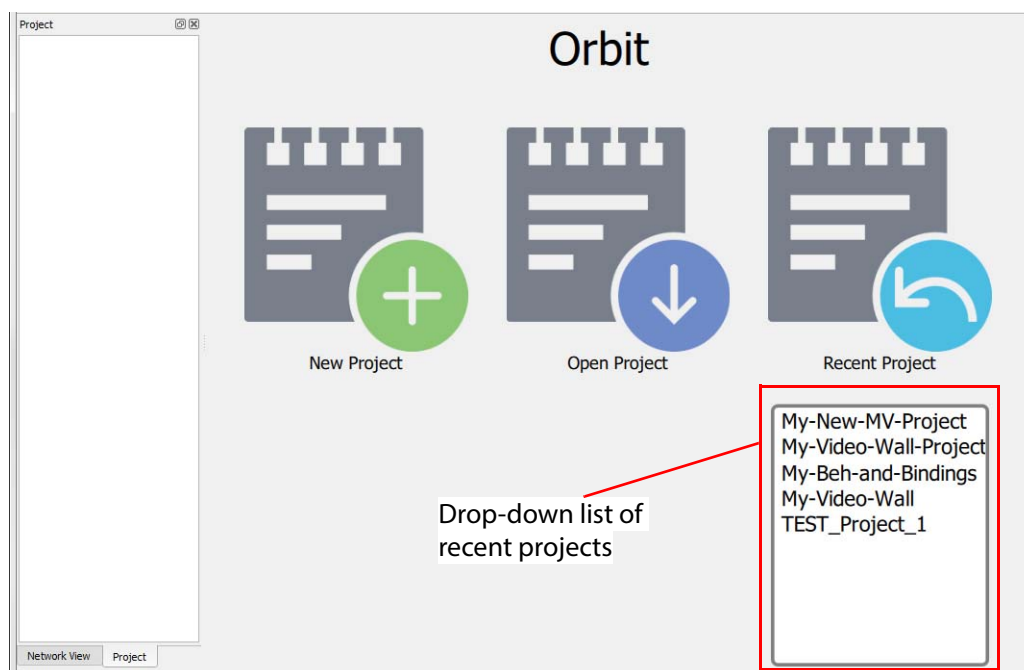 Project
Orbit
New Project
Open Project
Recent Project
My-New-MV-Project
My-Video-Wall-Project
My-Beh-and-Bindings
My-Video-Wall
TEST_Project_1
Drop-down list of
recent projects
Network View
Project